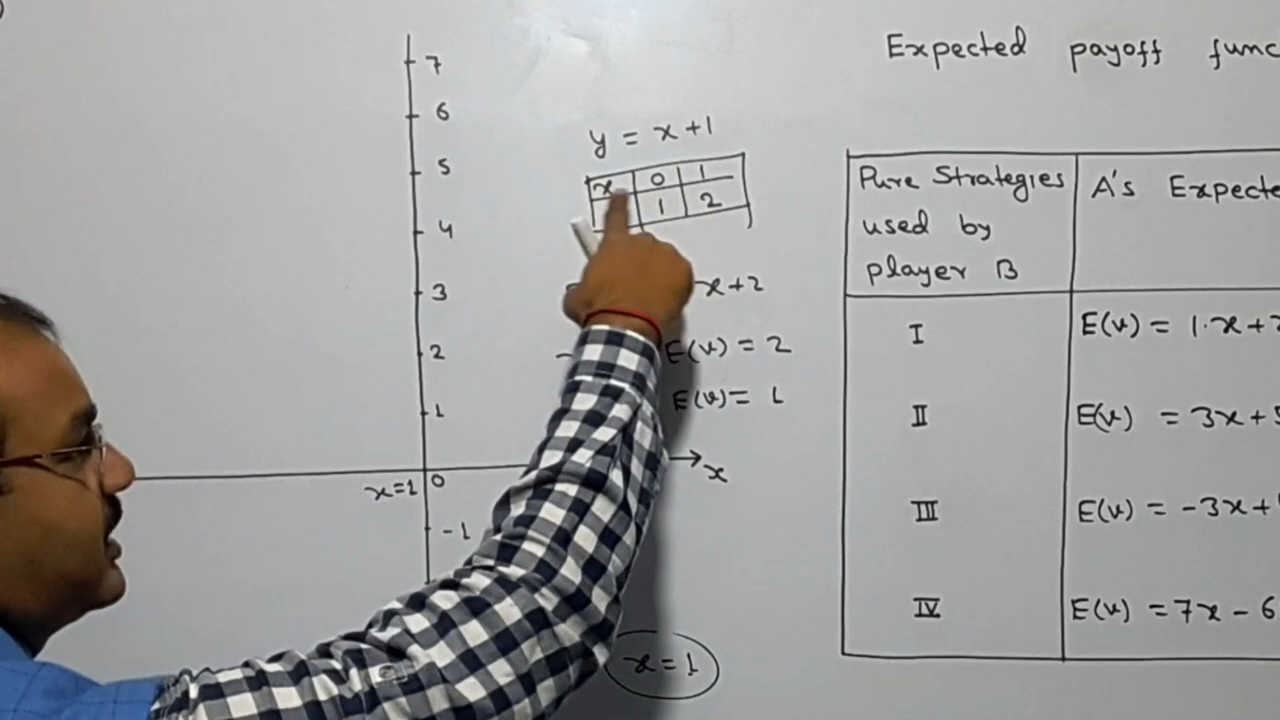 7
6
5
4
3
2
1
0
-1
x=1
x
y = x+1
x 0 1
1 2
x+2
E(v) = 2
E(v) = 1
x=1
Expected payoff func
Pure Strategies used by player B
A's Expecte
I
E(v) = 1·x+
II
E(v) = 3x+
III
E(v) = -3x+
IV
E(v) = 7x - 6